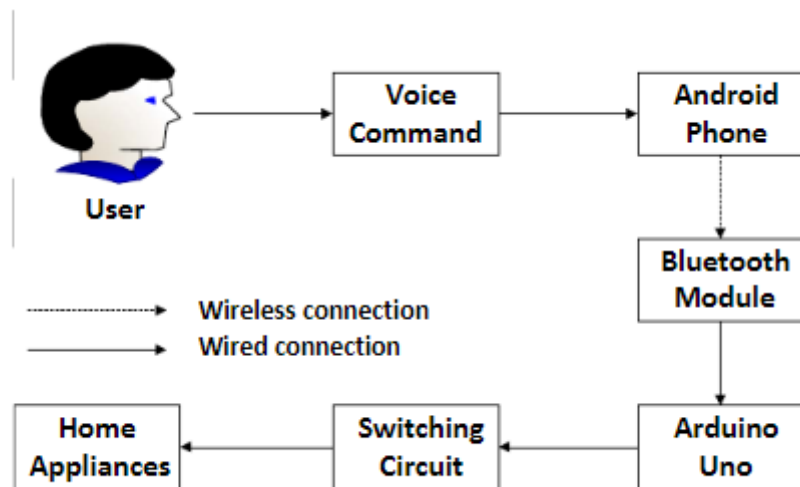 Voice
Command
Android
Phone
User
Bluetooth
Module
Wireless connection
Wired connection
Home
Appliances
Switching
Circuit
Arduino
Uno